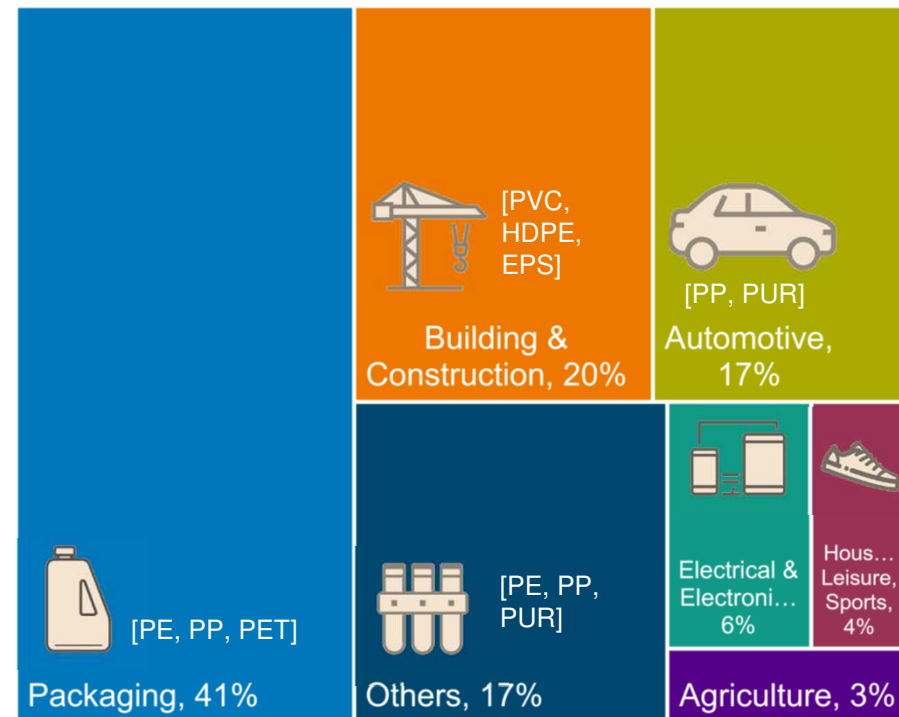 [PE, PP, PET]
Packaging, 41%
[PVC,
HDPE,
EPS]
Building &
Construction, 20%
[PP, PUR]
Automotive,
17%
[PE, PP,
PUR]
Others, 17%
Electrical &
Electroni...
6%
Hous...
Leisure,
Sports,
4%
Agriculture, 3%